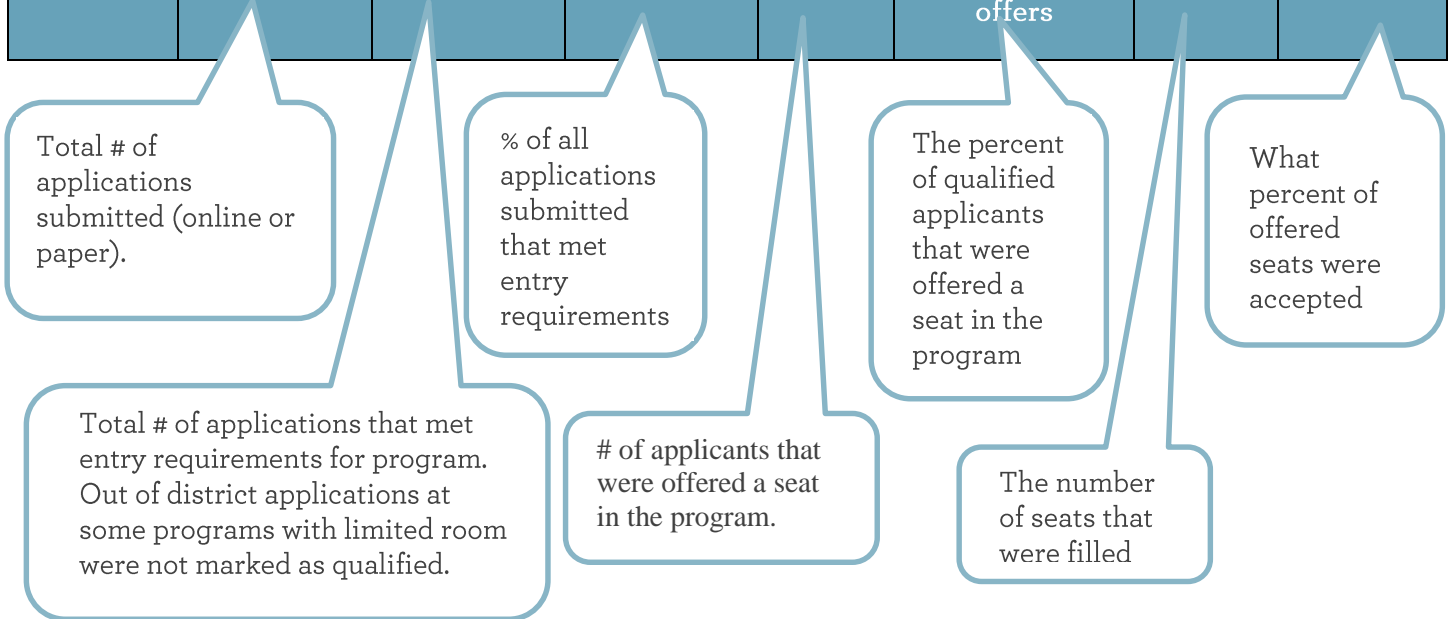 offers
Total # of
applications
submitted (online or
paper).
% of all
applications
submitted
that met
entry
requirements
The percent
of qualified
applicants
that were
offered a
seat in the
program
What
percent of
offered
seats were
accepted
Total # of applications that met
entry requirements for program.
Out of district applications at
some programs with limited room
were not marked as qualified.
# of applicants that
were offered a seat
in the program.
The number
of seats that
were filled